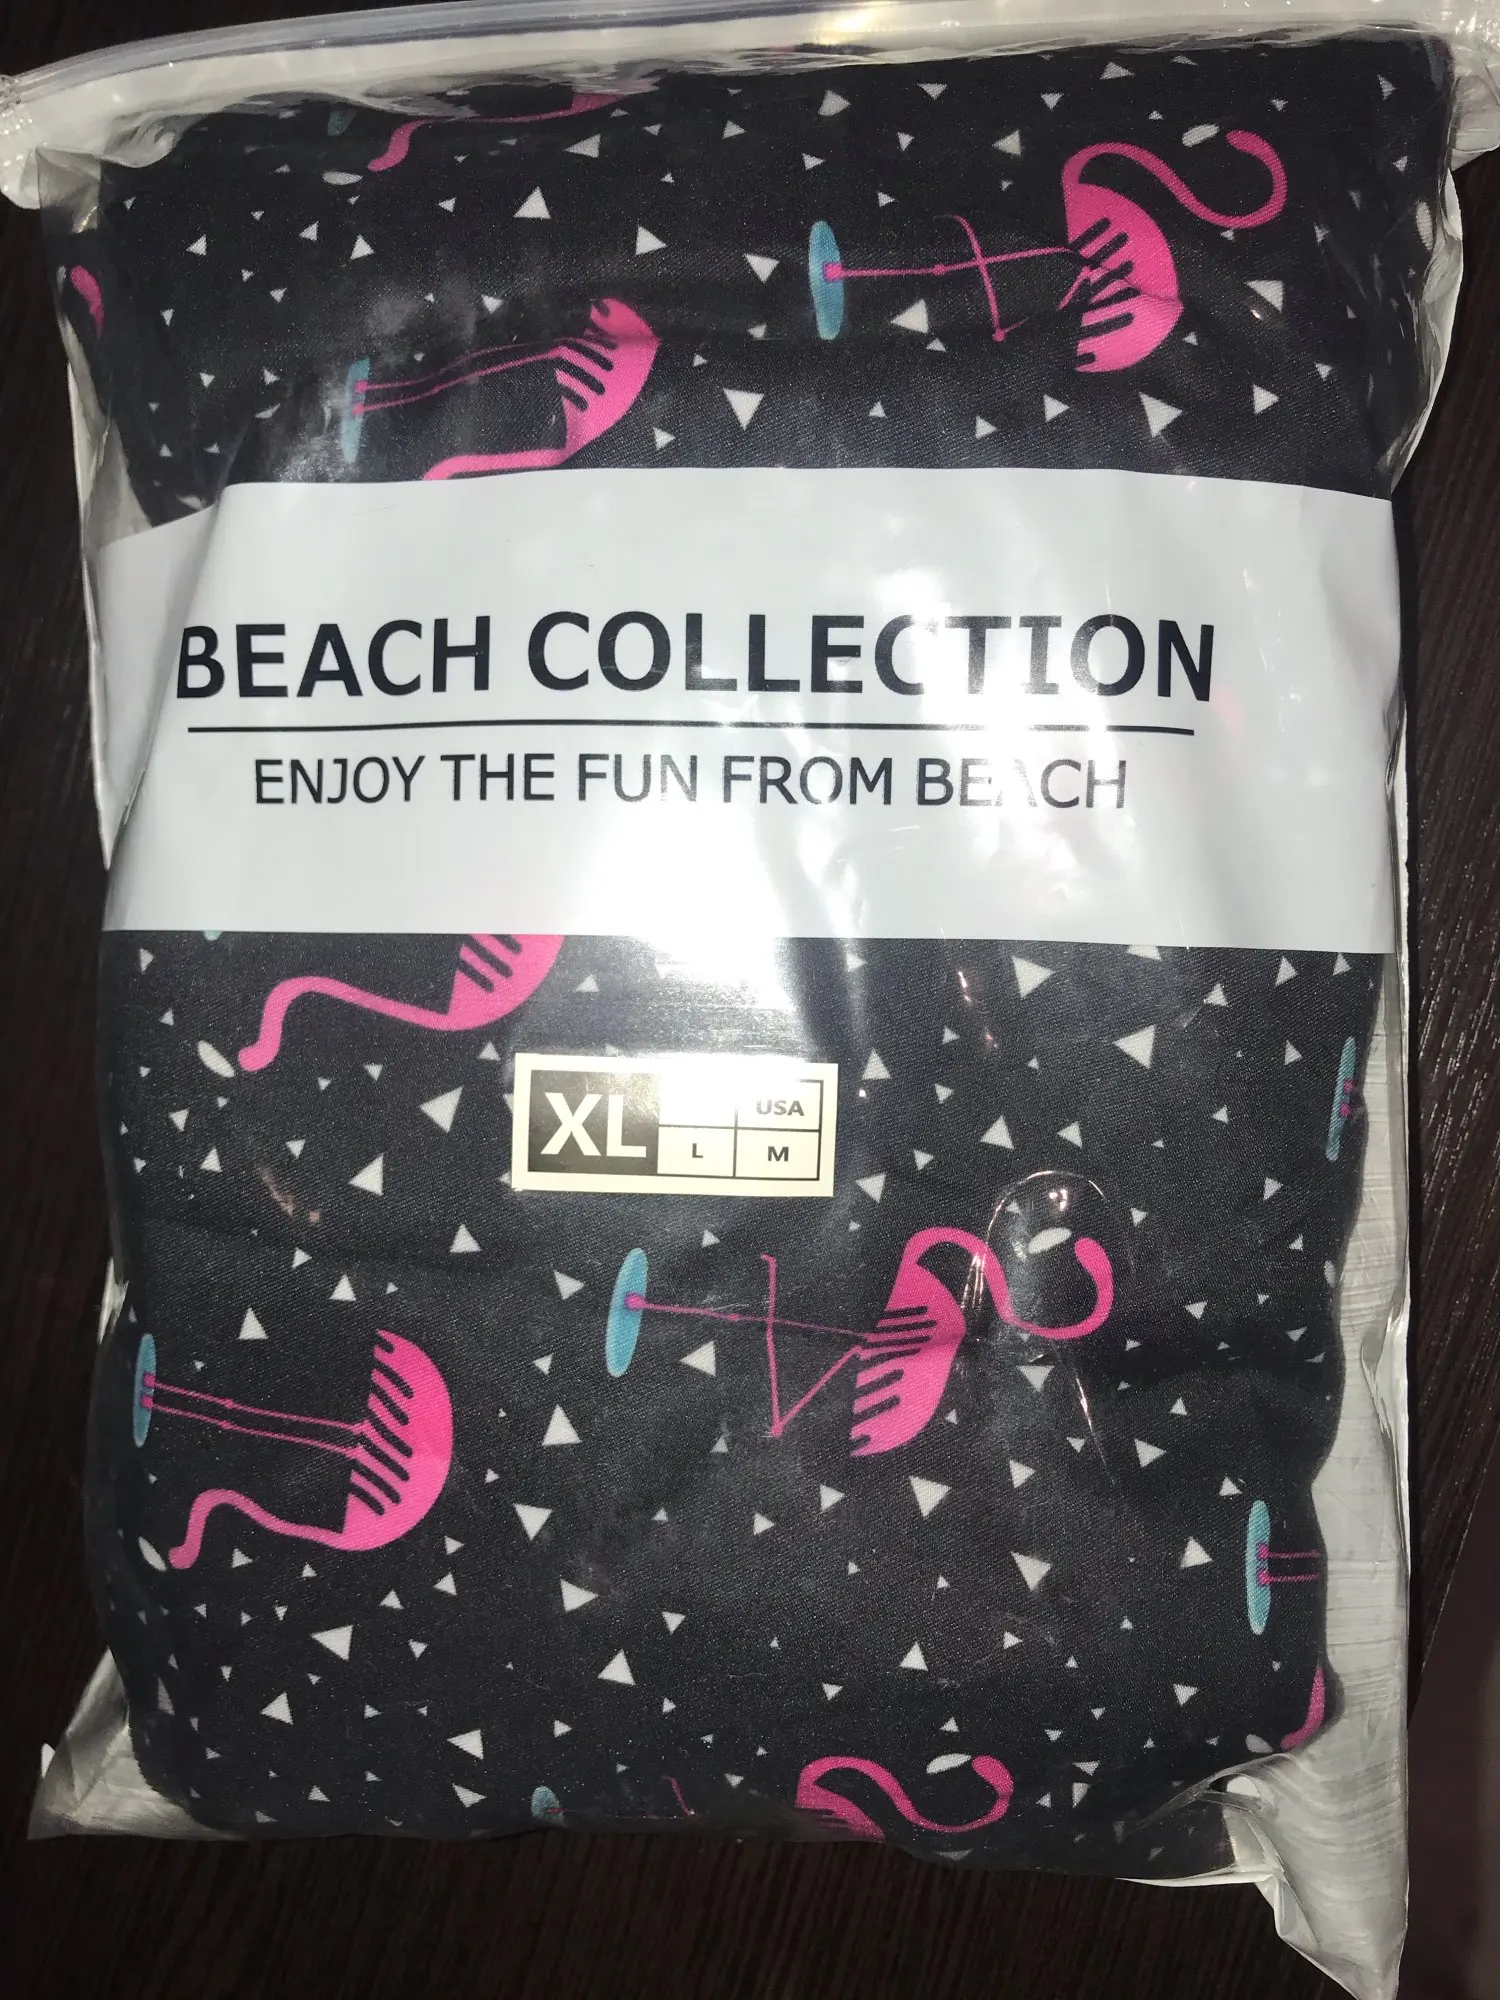 BEACH COLLECTION
ENJOY THE FUN FROM BEACH
XL
USA
L
M